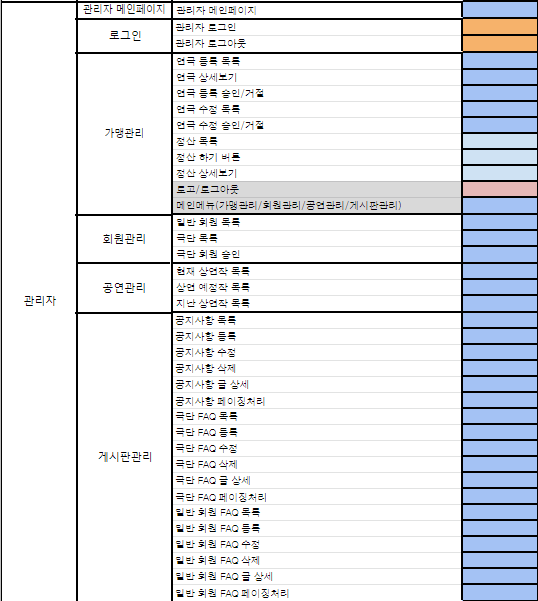 관리자
관리자 메인페이지
관리자 메인페이지
로그인
관리자 로그인
관리자 로그아웃
가맹관리
연극 등록 목록
연극 상세보기
연극 등록 승인/거절
연극 수정 목록
연극 수정 승인/거절
정산 목록
정산 하기 버튼
정산 상세보기
로고/로그아웃
메인메뉴(가맹관리/회원관리/공연관리/게시판관리)
회원관리
일반 회원 목록
극단 목록
극단 회원 승인
공연관리
현재 상연작 목록
상연 예정작 목록
지난 상연작 목록
게시판관리
공지사항 목록
공지사항 등록
공지사항 수정
공지사항 삭제
공지사항 글 상세
공지사항 페이징처리
극단 FAQ 목록
극단 FAQ 등록
극단 FAQ 수정
극단 FAQ 삭제
극단 FAQ 글 상세
극단 FAQ 페이징처리
일반 회원 FAQ 목록
일반 회원 FAQ 등록
일반 회원 FAQ 수정
일반 회원 FAQ 삭제
일반 회원 FAQ 글 상세
일반 회원 FAQ 페이징처리